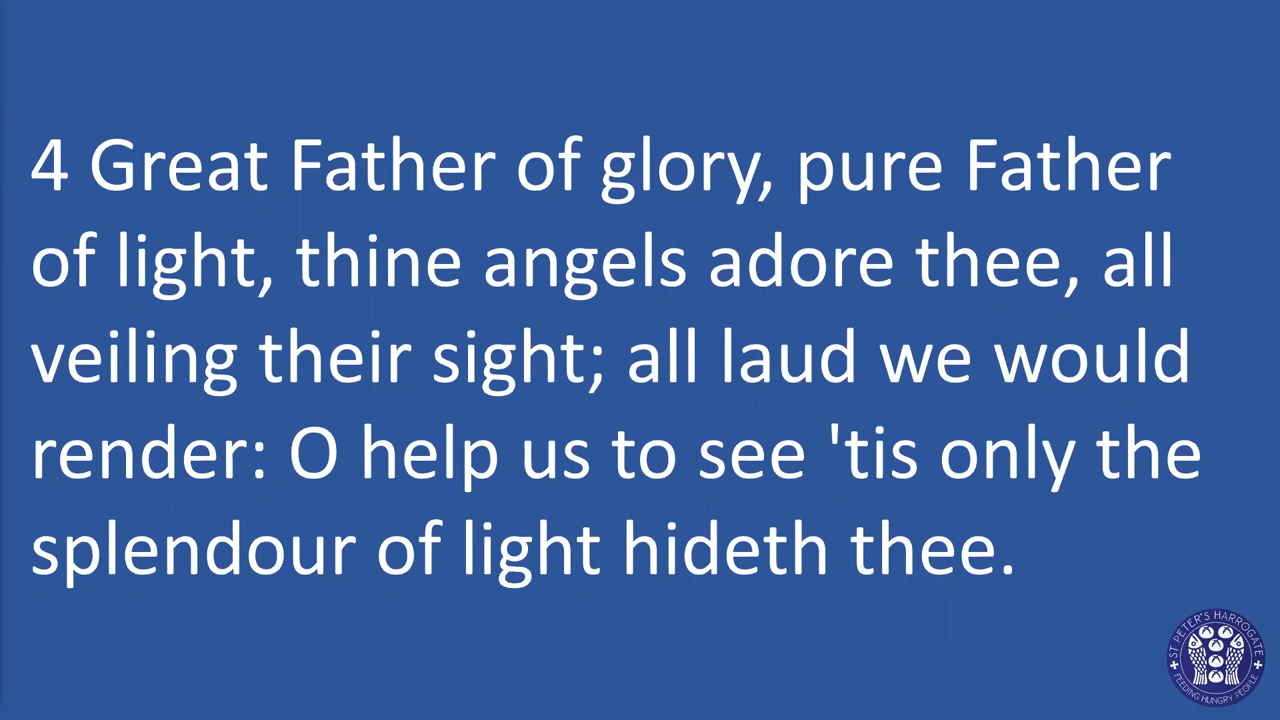 4 Great Father of glory, pure Father
of light, thine angels adore thee, all
veiling their sight; all laud we would
render: O help us to see 'tis only the
splendour of light hideth thee.
ST PETER'S HARROGATE
FEEDING HUNGRY PEOPLE